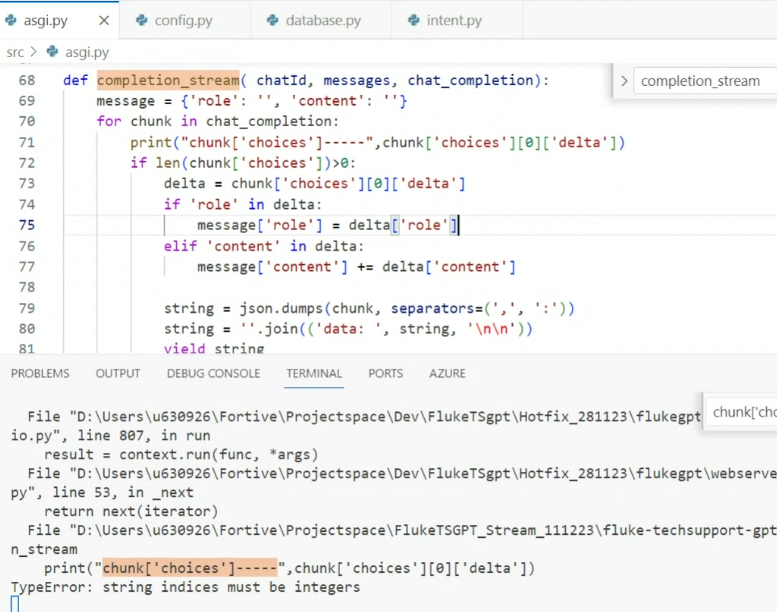 asgi.py × config.py database.py intent.py
src > asgi.py
68 def completion_stream( chatId, messages, chat_completion): > completion_stream
69 message = {'role': '', 'content': ''}
70 for chunk in chat_completion:
71 print("chunk['choices']-----",chunk['choices'][0]['delta'])
72 if len(chunk['choices'])>0:
73 delta = chunk['choices'][0]['delta']
74 if 'role' in delta:
75 message['role'] = delta['role']
76 elif 'content' in delta:
77 message['content'] += delta['content']
78
79 string = json.dumps(chunk, separators=(',', ':'))
80 string = ''.join(('data: ', string, '\n\n'))
81 yield string
PROBLEMS OUTPUT DEBUG CONSOLE TERMINAL PORTS AZURE
chunk['cho
File "D:\Users\u630926\Fortive\Projectspace\Dev\FlukeTSgpt\Hotfix_281123\flukegpt
io.py", line 807, in run
result = context.run(func, *args)
File "D:\Users\u630926\Fortive\Projectspace\Dev\FlukeTSgpt\Hotfix_281123\flukegpt\webserve
py", line 53, in _next
return next(iterator)
File "D:\Users\u630926\Fortive\Projectspace\FlukeTSGPT_Stream_111223\fluke-techsupport-gpt
n_stream
print("chunk['choices']-----",chunk['choices'][0]['delta'])
TypeError: string indices must be integers